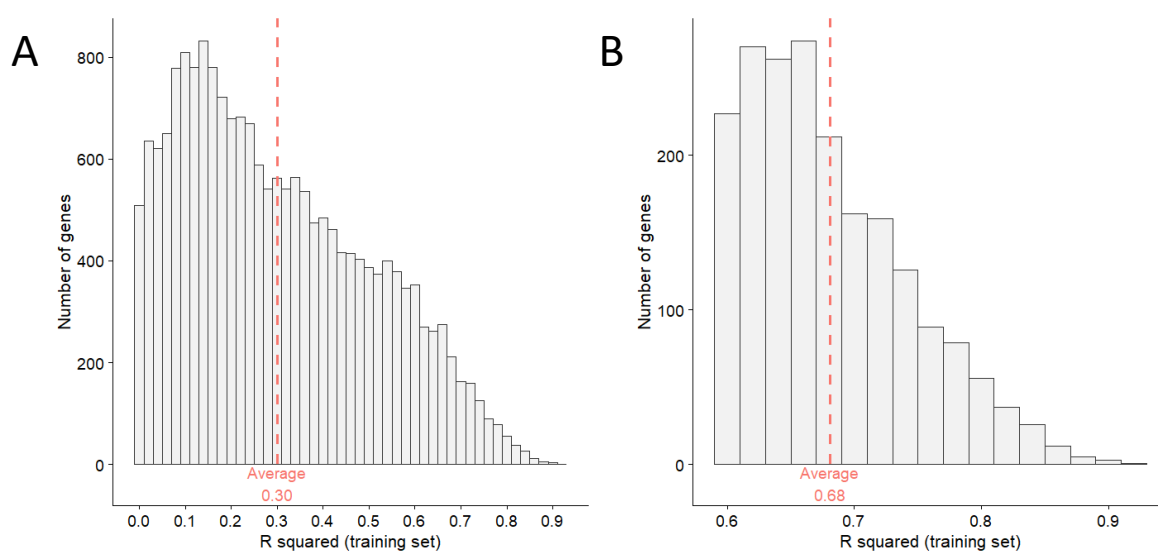 A
Number of genes
800
600
400
200
0
Average
0.30
0.0 0.1 0.2 0.3 0.4 0.5 0.6 0.7 0.8 0.9
R squared (training set)
B
Number of genes
200
100
0
Average
0.68
0.6 0.7 0.8 0.9
R squared (training set)